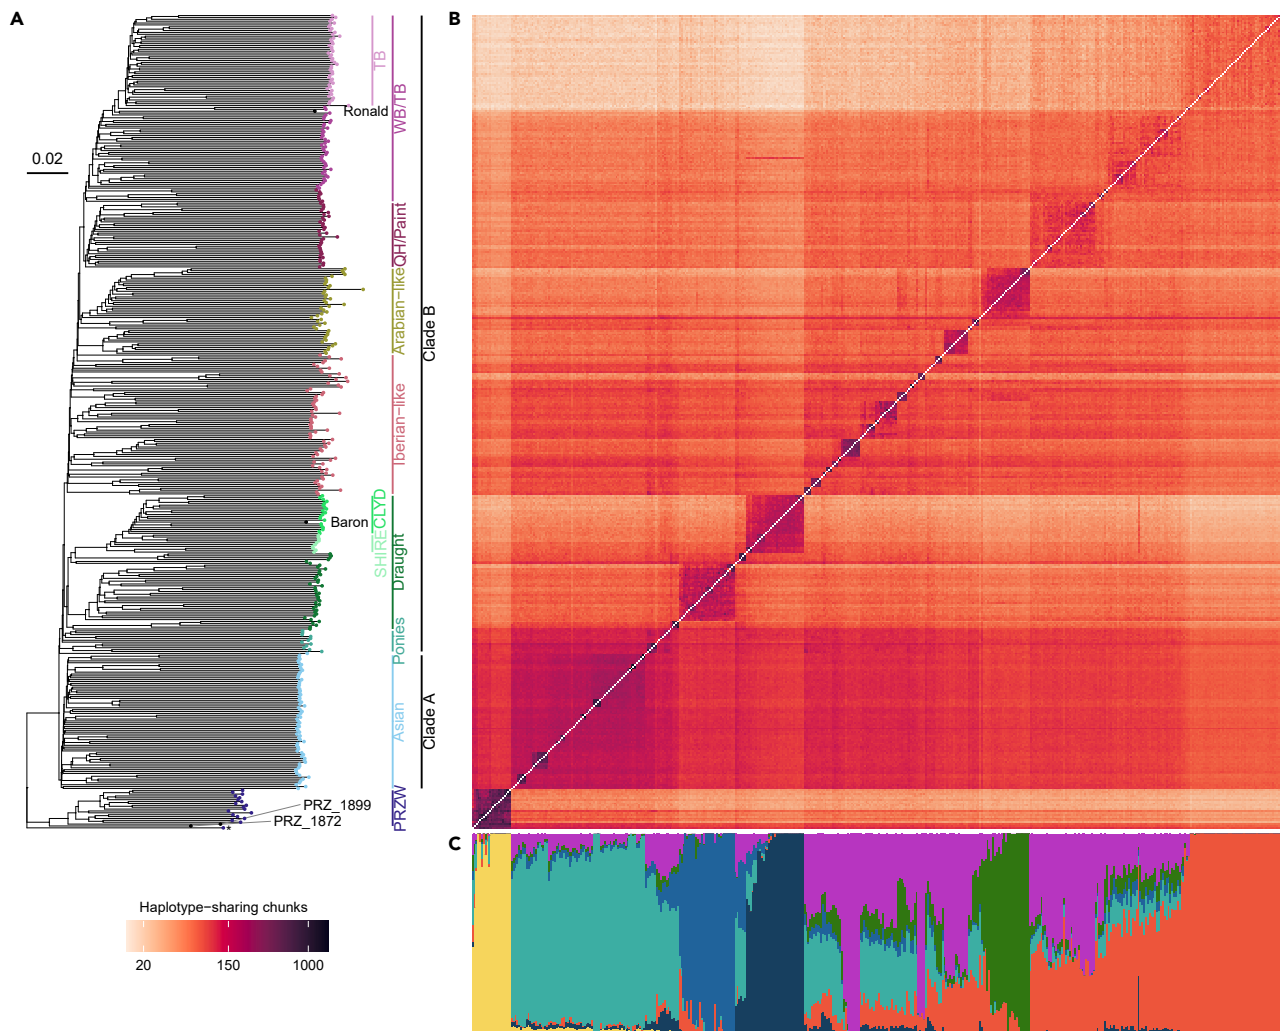 A
B
TB
Ronald
WB/TB
0.02
QH/Paint
Arabian-like
Clade B
Iberian-like
Baron
CLYD
SHIRE
Draught
Ponies
Asian
Clade A
PRZ_1899
PRZ_1872
*
PRZW
C
Haplotype-sharing chunks
20 150 1000